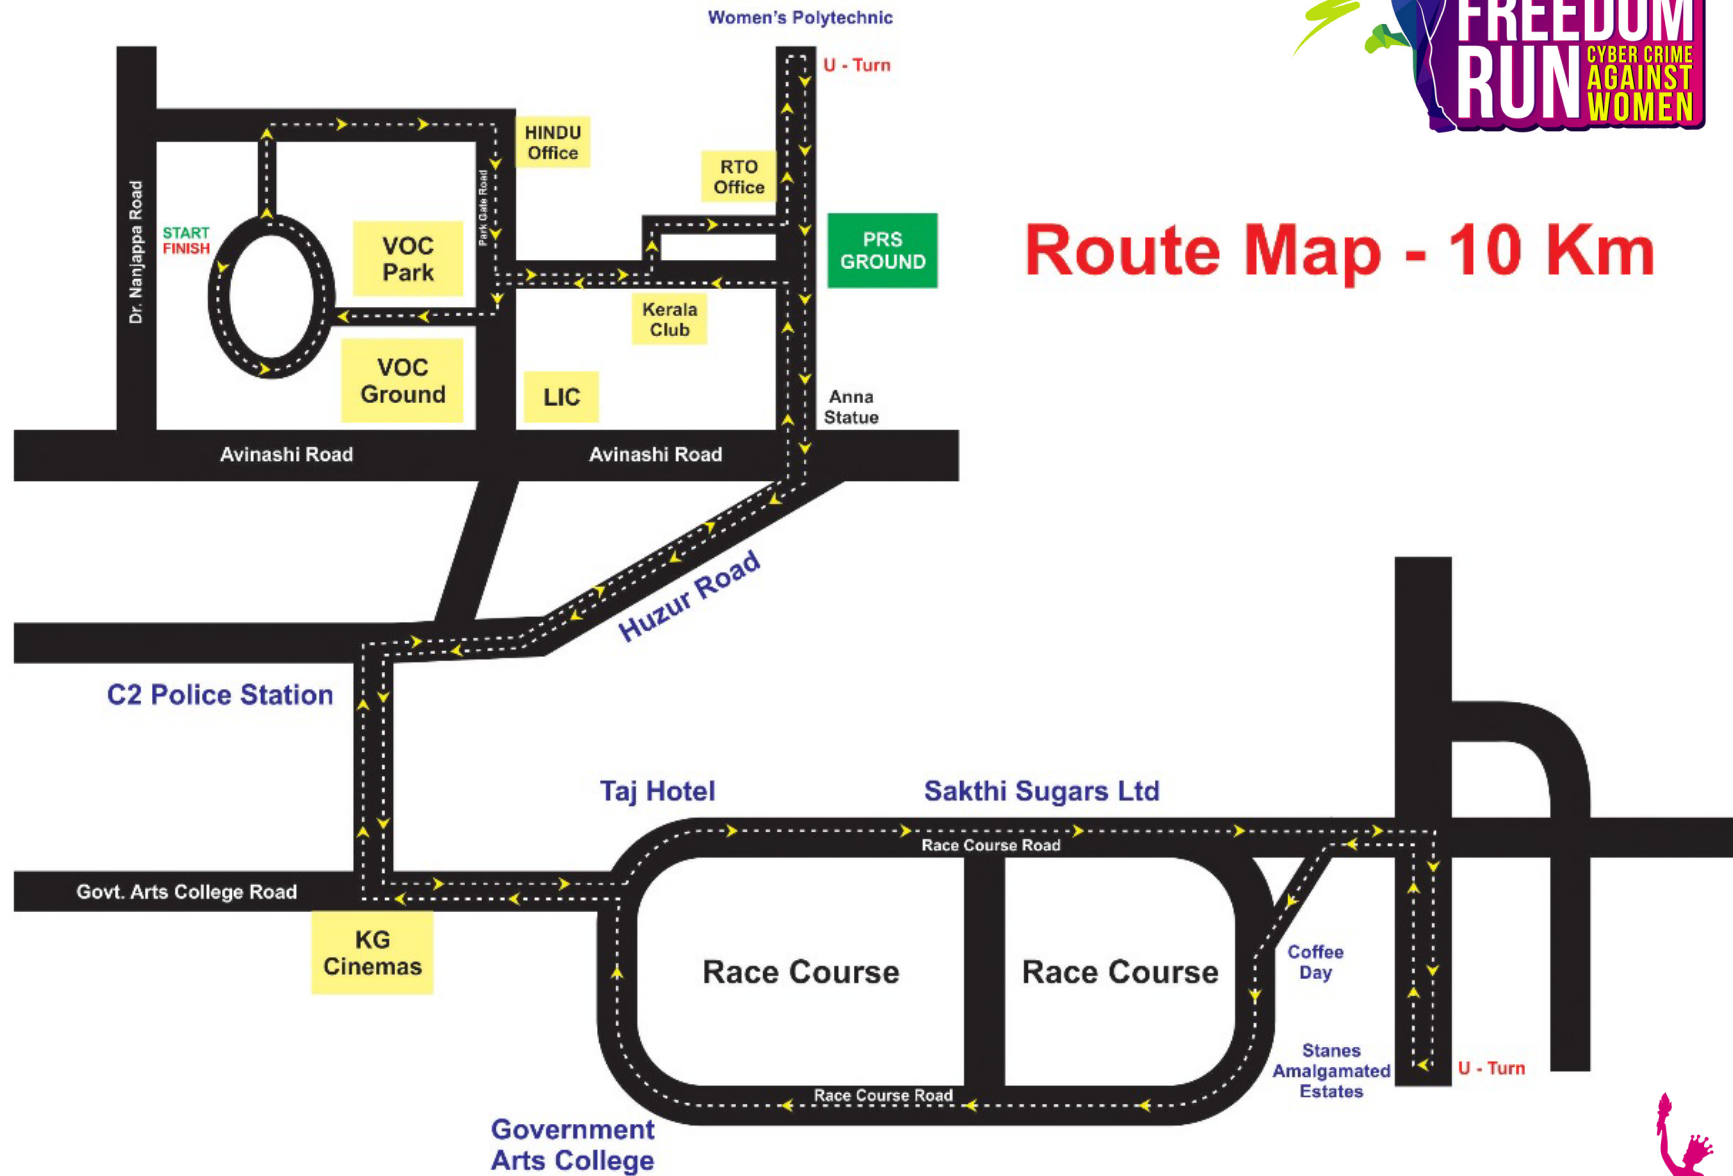 Women's Polytechnic
U - Turn
FREEDOM
RUN
CYBER CRIME
AGAINST
WOMEN
HINDU
Office
RTO
Office
Dr. Nanjappa Road
Park Gate Road
START
FINISH
VOC
Park
PRS
GROUND
Route Map - 10 Km
Kerala
Club
VOC
Ground
LIC
Anna
Statue
Avinashi Road
Avinashi Road
Huzur Road
C2 Police Station
Taj Hotel
Sakthi Sugars Ltd
Race Course Road
Govt. Arts College Road
KG
Cinemas
Race Course
Race Course
Coffee
Day
Stanes
Amalgamated
Estates
U - Turn
Race Course Road
Government
Arts College